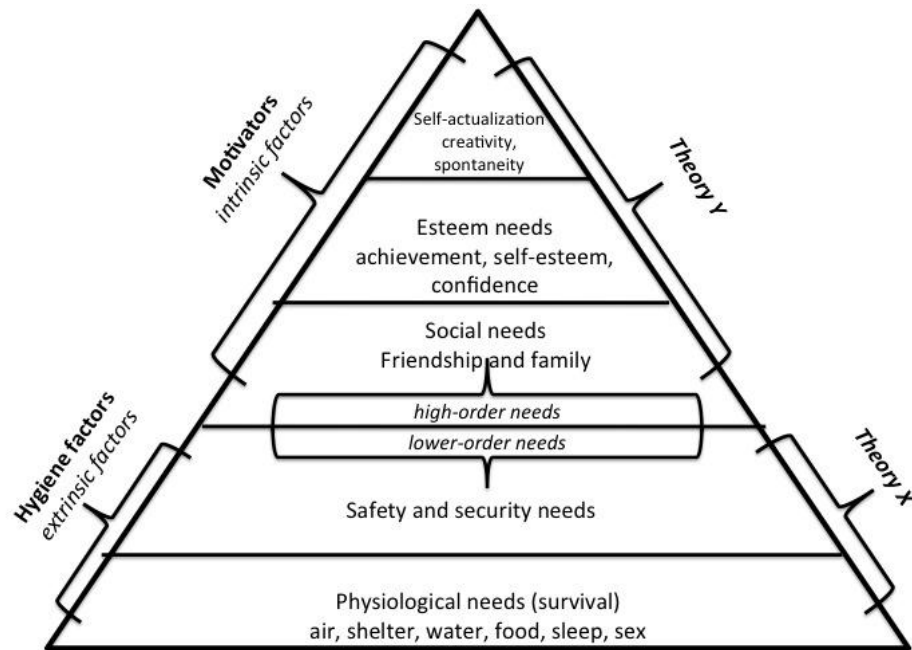 Self-actualization
creativity,
spontaneity
Motivators
intrinsic factors
Theory Y
Esteem needs
achievement, self-esteem,
confidence
Social needs
Friendship and family
high-order needs
lower-order needs
Hygiene factors
extrinsic factors
Theory X
Safety and security needs
Physiological needs (survival)
air, shelter, water, food, sleep, sex